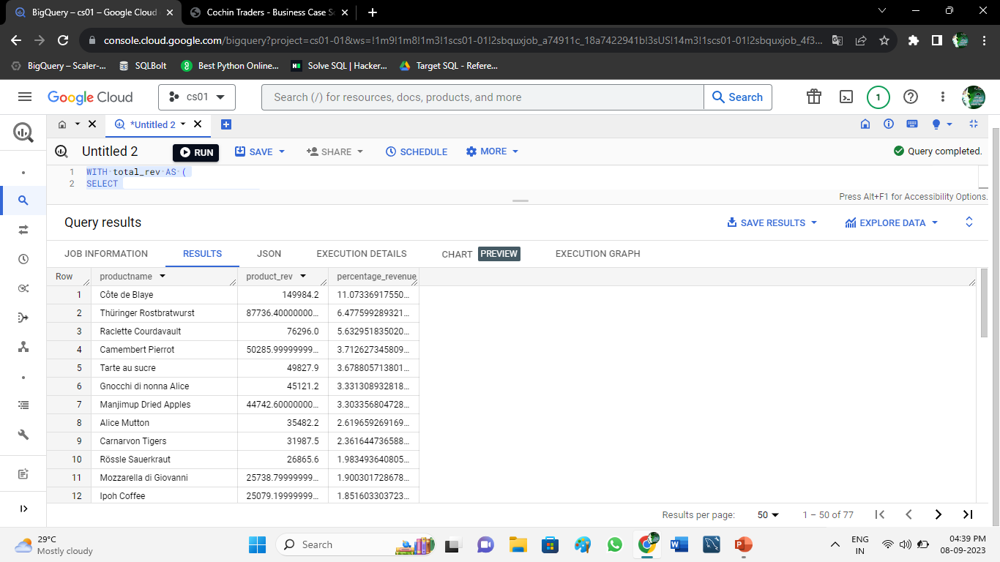 BigQuery – cs01 – Google Cloud
Cochin Traders - Business Case S
console.cloud.google.com/bigquery?project=cs01-01&ws=!1m9!1m8!1m3!1scs01-01!2sbquxjob_a74911c_18a7422941b!3sUS!14m3!1scs01-01!2sbquxjob_4f3...
BigQuery – Scaler-... SQLBolt Best Python Online... Solve SQL | Hacker... Target SQL - Refere...
Google Cloud cs01 Search (/) for resources, docs, products, and more Search 1
*Untitled 2
Untitled 2 RUN SAVE SHARE SCHEDULE MORE Query completed.
1 WITH total_rev AS (
2 SELECT
Press Alt+F1 for Accessibility Options.
Query results SAVE RESULTS EXPLORE DATA
JOB INFORMATION RESULTS JSON EXECUTION DETAILS CHART PREVIEW EXECUTION GRAPH
Row productname product_rev percentage_revenue
1 Côte de Blaye 149984.2 11.07336917550...
2 Thüringer Rostbratwurst 87736.40000000... 6.477599289321...
3 Raclette Courdavault 76296.0 5.632951835020...
4 Camembert Pierrot 50285.99999999... 3.712627345809...
5 Tarte au sucre 49827.9 3.678805713801...
6 Gnocchi di nonna Alice 45121.2 3.331308932818...
7 Manjimup Dried Apples 44742.60000000... 3.303356804728...
8 Alice Mutton 35482.2 2.619659269169...
9 Carnarvon Tigers 31987.5 2.361644736588...
10 Rössle Sauerkraut 26865.6 1.983493640805...
11 Mozzarella di Giovanni 25738.79999999... 1.900301728678...
12 Ipoh Coffee 25079.19999999... 1.851603303723...
Results per page: 50 1 – 50 of 77
29°C
Mostly cloudy
Search
ENG
IN
04:39 PM
08-09-2023